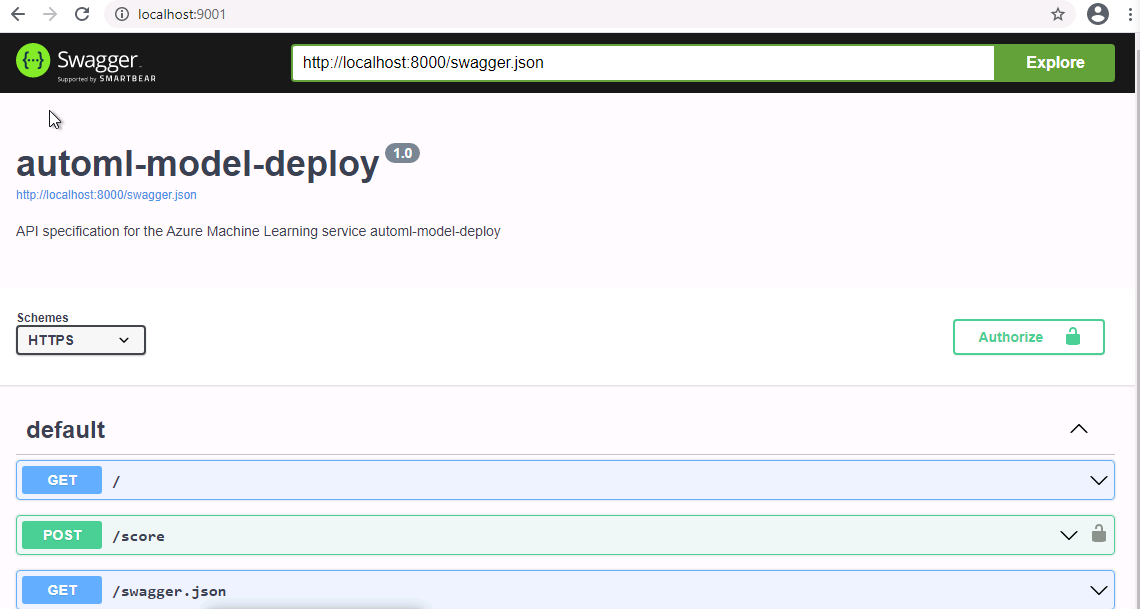 localhost:9001
{···} Swagger
Supported by SMARTBEAR
http://localhost:8000/swagger.json
Explore
automl-model-deploy 1.0
http://localhost:8000/swagger.json
API specification for the Azure Machine Learning service automl-model-deploy
Schemes
HTTPS
Authorize
default
GET /
POST /score
GET /swagger.json